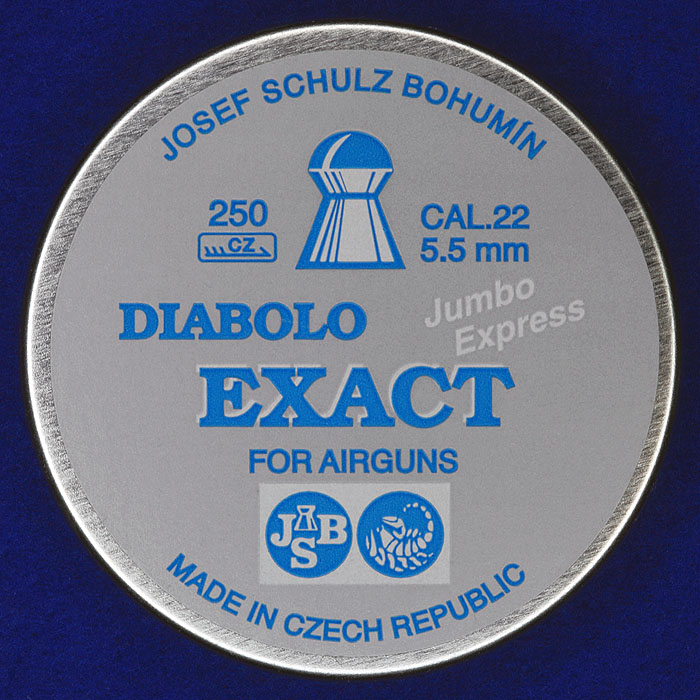 JOSEF SCHULZ BOHUMÍN
250
CZ
CAL.22
5.5 mm
DIABOLO
Jumbo
Express
EXACT
FOR AIRGUNS
JSB
MADE IN CZECH REPUBLIC